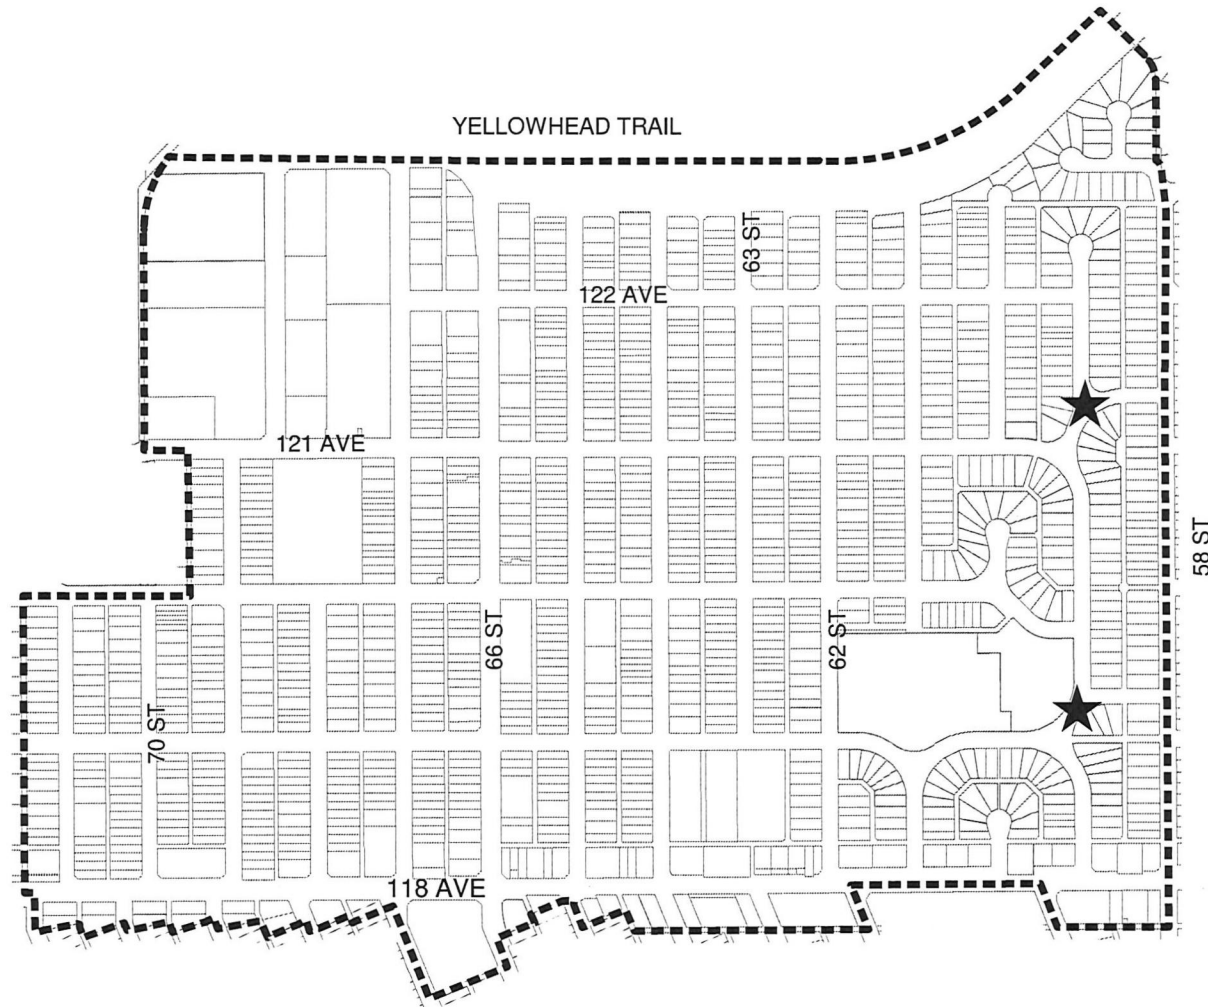 YELLOWHEAD TRAIL
63 ST
122 AVE
121 AVE
58 ST
66 ST
62 ST
70 ST
118 AVE